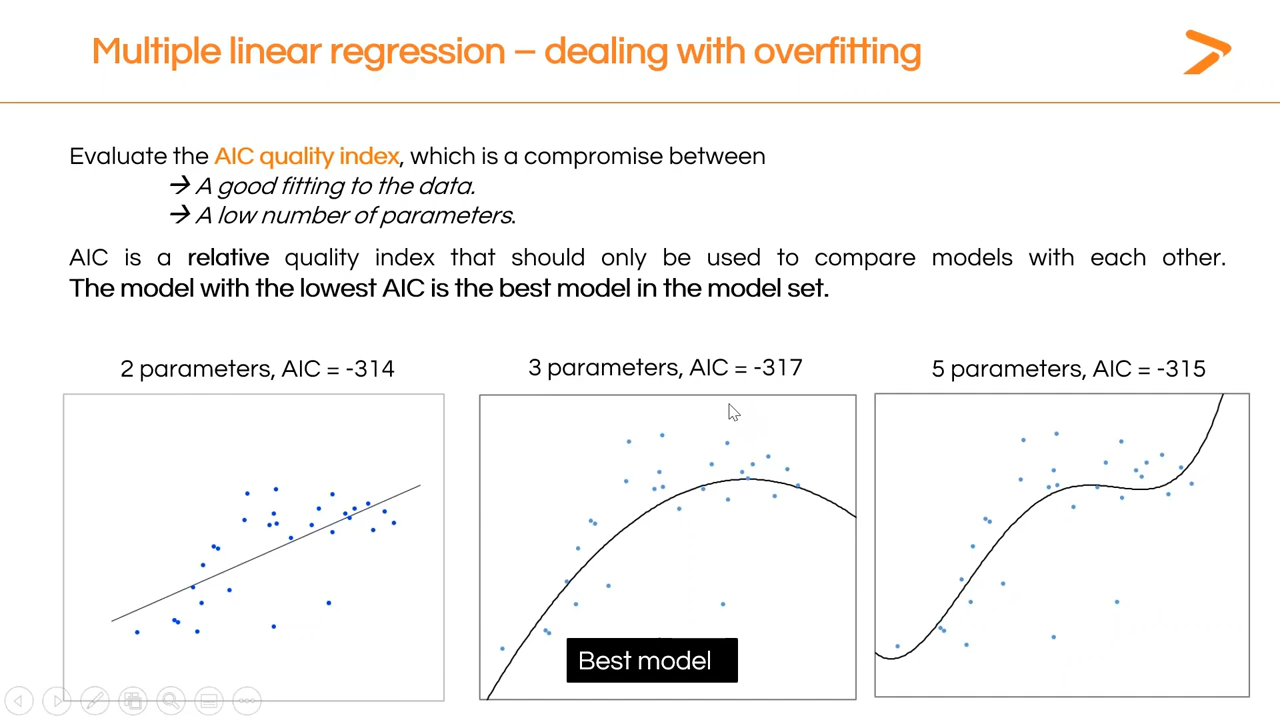 Multiple linear regression – dealing with overfitting
Evaluate the AIC quality index, which is a compromise between
→ A good fitting to the data.
→ A low number of parameters.
AIC is a relative quality index that should only be used to compare models with each other.
The model with the lowest AIC is the best model in the model set.
2 parameters, AIC = -314
3 parameters, AIC = -317
5 parameters, AIC = -315
Best model